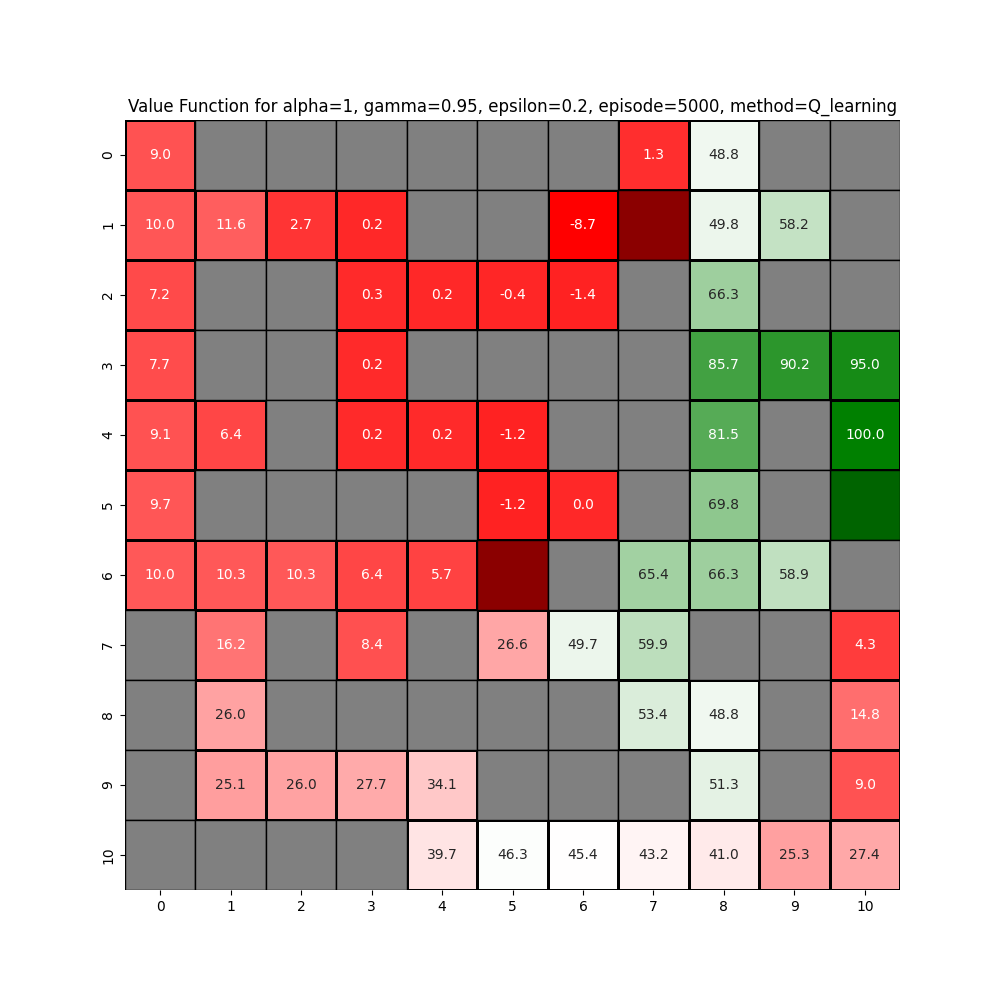 Value Function for alpha=1, gamma=0.95, epsilon=0.2, episode=5000, method=Q_learning
0 9.0 1.3 48.8
1 10.0 11.6 2.7 0.2 -8.7 49.8 58.2
2 7.2 0.3 0.2 -0.4 -1.4 66.3
3 7.7 0.2 85.7 90.2 95.0
4 9.1 6.4 0.2 0.2 -1.2 81.5 100.0
5 9.7 -1.2 0.0 69.8
6 10.0 10.3 10.3 6.4 5.7 65.4 66.3 58.9
7 16.2 8.4 26.6 49.7 59.9 4.3
8 26.0 53.4 48.8 14.8
9 25.1 26.0 27.7 34.1 51.3 9.0
10 39.7 46.3 45.4 43.2 41.0 25.3 27.4
0 1 2 3 4 5 6 7 8 9 10